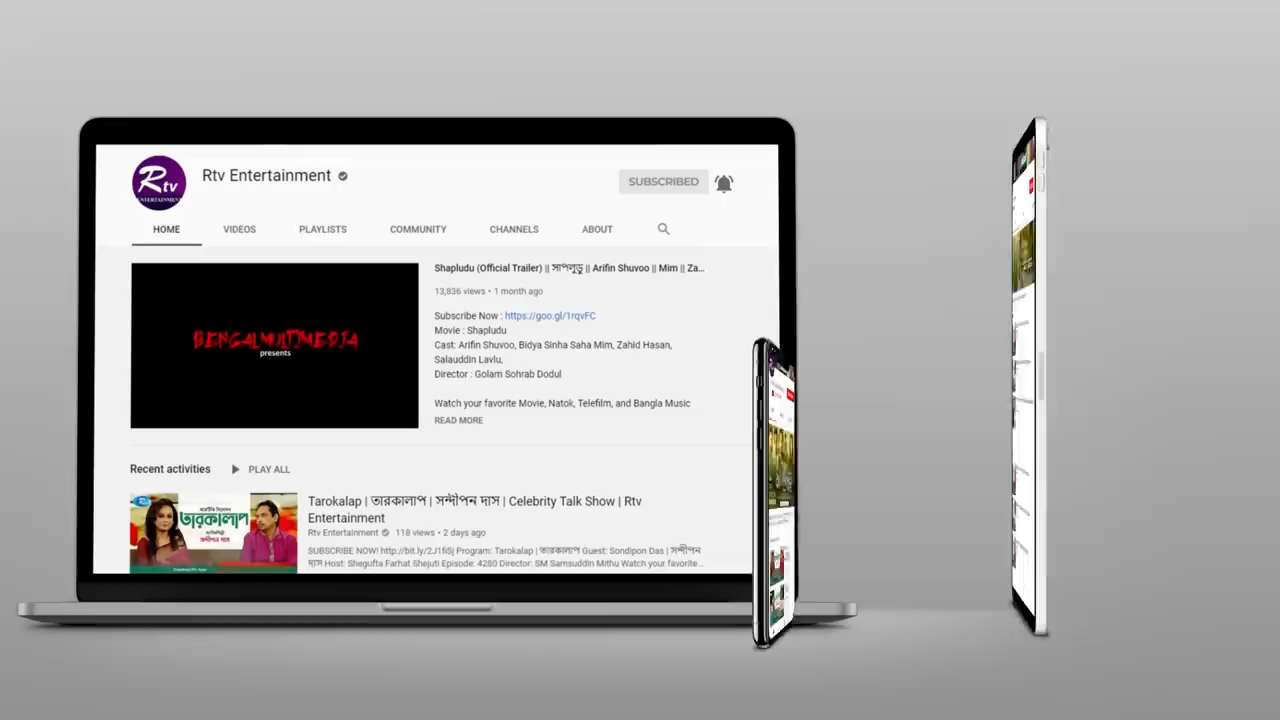 Rtv
ENTERTAINMENT
Rtv Entertainment
SUBSCRIBED
HOME
VIDEOS
PLAYLISTS
COMMUNITY
CHANNELS
ABOUT
BENGALMULTIMEDIA
presents
Shapludu (Official Trailer) || সাপলুডু || Arifin Shuvoo || Mim || Za...
13,836 views • 1 month ago
Subscribe Now : https://goo.gl/1rqvFC
Movie : Shapludu
Cast: Arifin Shuvoo, Bidya Sinha Saha Mim, Zahid Hasan,
Salauddin Lavlu,
Director : Golam Sohrab Dodul
Watch your favorite Movie, Natok, Telefilm, and Bangla Music
READ MORE
Recent activities
PLAY ALL
তারকালাপ
সন্দীপন দাস
Tarokalap | তারকালাপ | সন্দীপন দাস | Celebrity Talk Show | Rtv
Entertainment
Rtv Entertainment 118 views • 2 days ago
SUBSCRIBE NOW! http://bit.ly/2J1fiSj Program: Tarokalap | তারকালাপ Guest: Sondipon Das | সন্দীপন
দাস Host: Shegufta Farhat Shejuti Episode: 4280 Director: SM Samsuddin Mithu Watch your favorite...